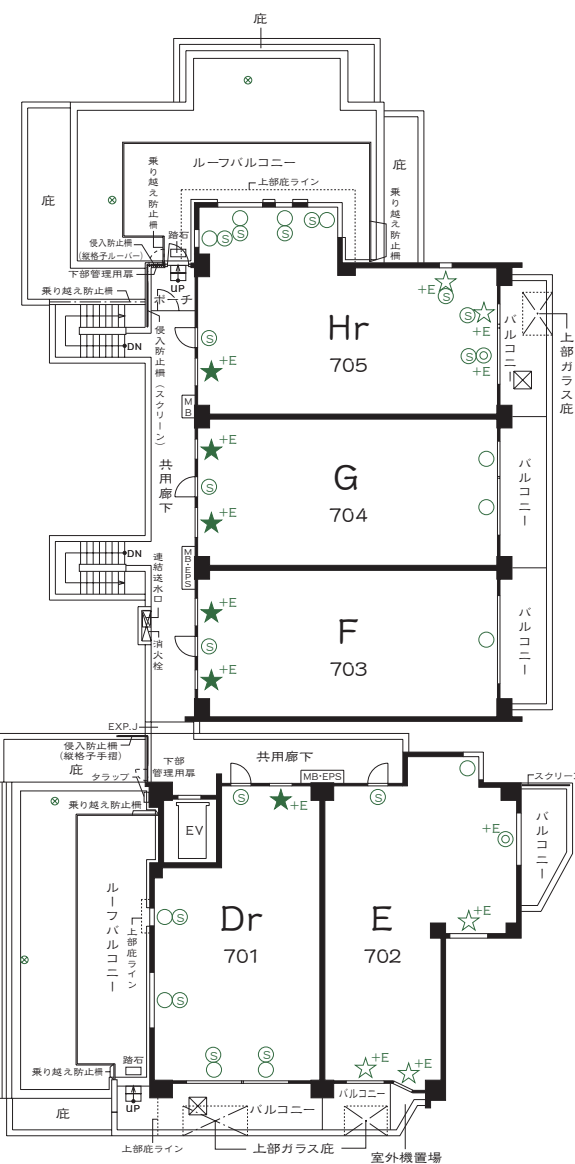 庇
ルーフバルコニー
上部庇ライン
庇
庇
乗り越え防止柵
乗り越え防止柵
踏石
侵入防止柵
(縦格子ルーバー)
下部管理用扉
UP
乗り越え防止柵
ポーチ
DN
侵入防止柵(スクリーン)
S
S
S
S
S
+E
S
+E
S
+E
Hr
705
S
+E
バルコニー
上部ガラス庇
MB
共用廊下
+E
S
+E
G
704
バルコニー
DN
連結送水口
消火栓
MB・EPS
+E
S
+E
F
703
バルコニー
EXP.J
侵入防止柵
(縦格子手摺)
庇
タラップ
下部
管理用扉
共用廊下
MB・EPS
乗り越え防止柵
EV
S
+E
S
+E
スクリーン
バルコニー
ルーフバルコニー
上部庇ライン
S
Dr
701
E
702
+E
S
S
S
+E
+E
踏石
乗り越え防止柵
UP
庇
バルコニー
バルコニー
上部庇ライン
上部ガラス庇
室外機置場